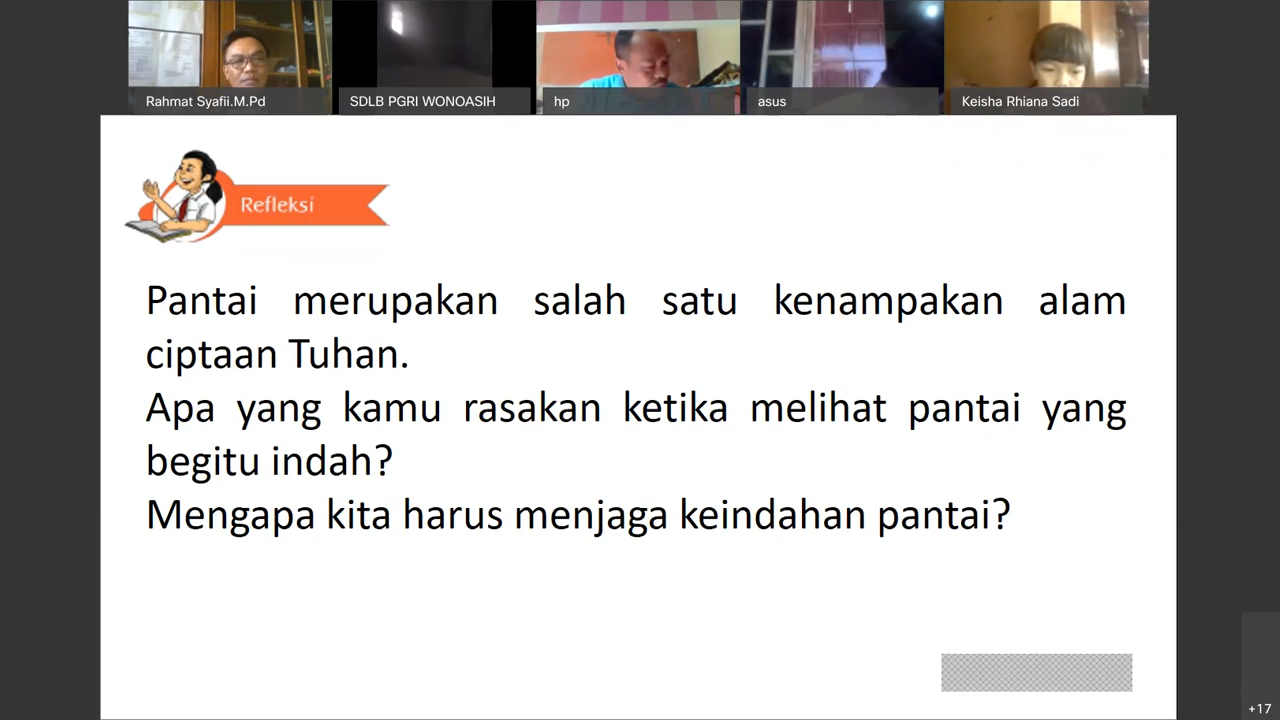 Rahmat Syafii.M.Pd
SDLB PGRI WONOASIH
hp
asus
Keisha Rhiana Sadi
Refleksi
Pantai merupakan salah satu kenampakan alam
ciptaan Tuhan.
Apa yang kamu rasakan ketika melihat pantai yang
begitu indah?
Mengapa kita harus menjaga keindahan pantai?
+17